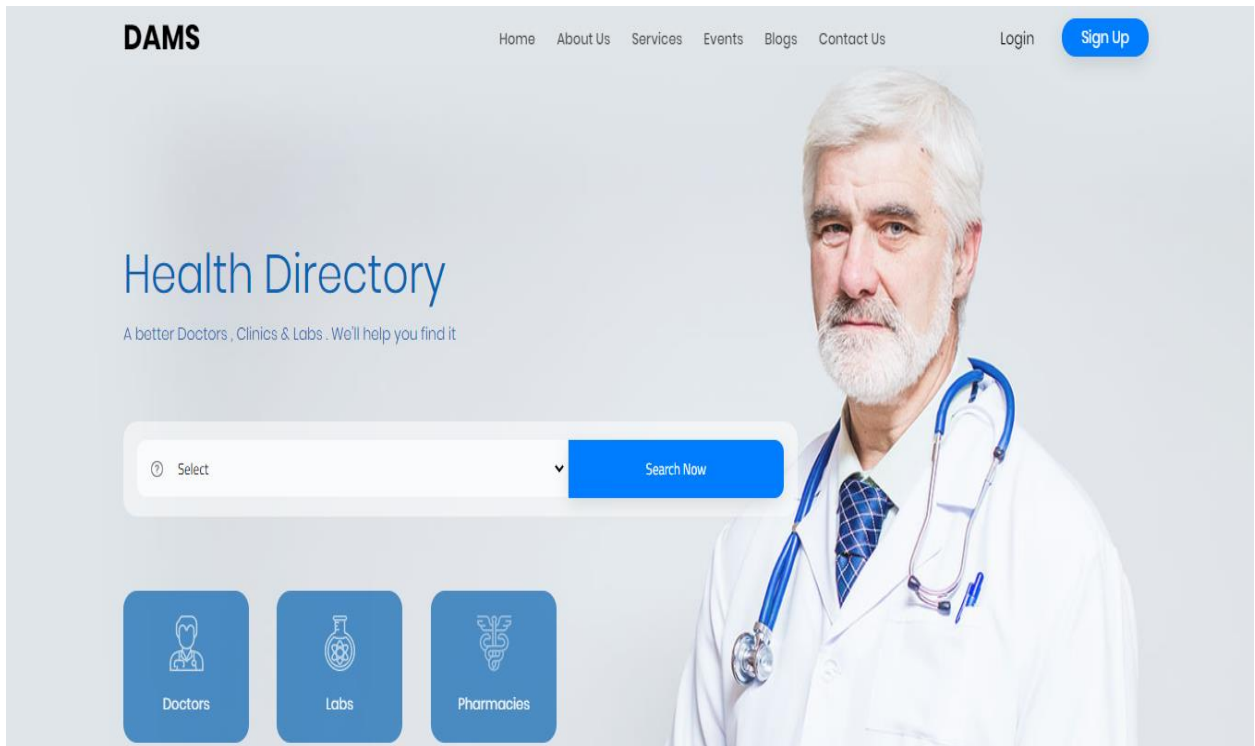 DAMS
Home About Us Services Events Blogs Contact Us Login Sign Up
Health Directory
A better Doctors , Clinics & Labs . We'll help you find it
? Select Search Now
Doctors Labs Pharmacies